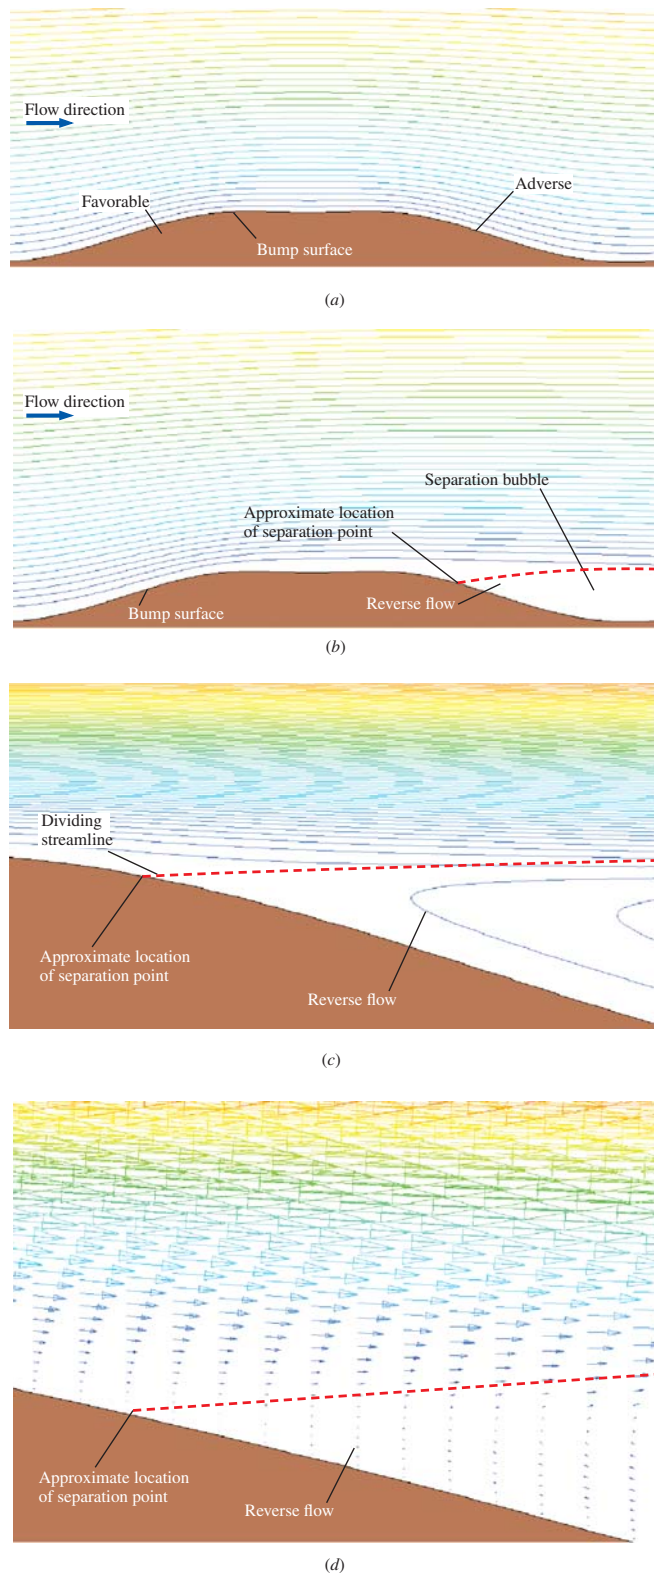 Flow direction
Favorable
Adverse
Bump surface
(a)
Flow direction
Separation bubble
Approximate location
of separation point
Reverse flow
Bump surface
(b)
Dividing
streamline
Approximate location
of separation point
Reverse flow
(c)
Approximate location
of separation point
Reverse flow
(d)